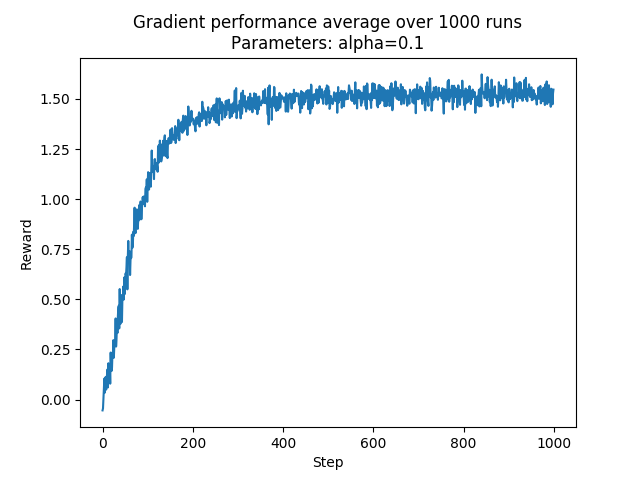 Gradient performance average over 1000 runs
Parameters: alpha=0.1
1.50
1.25
1.00
0.75
0.50
0.25
0.00
Reward
0 200 400 600 800 1000
Step